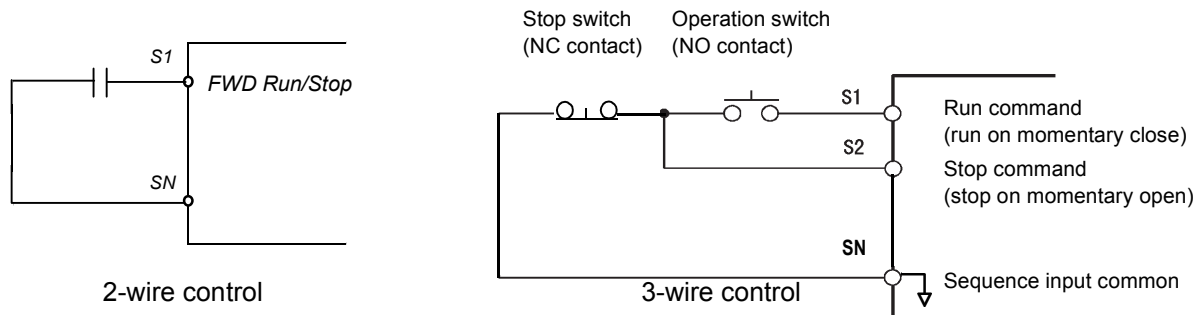 S1
FWD Run/Stop
SN
2-wire control
Stop switch
(NC contact)
Operation switch
(NO contact)
S1
Run command
(run on momentary close)
S2
Stop command
(stop on momentary open)
SN
Sequence input common
3-wire control